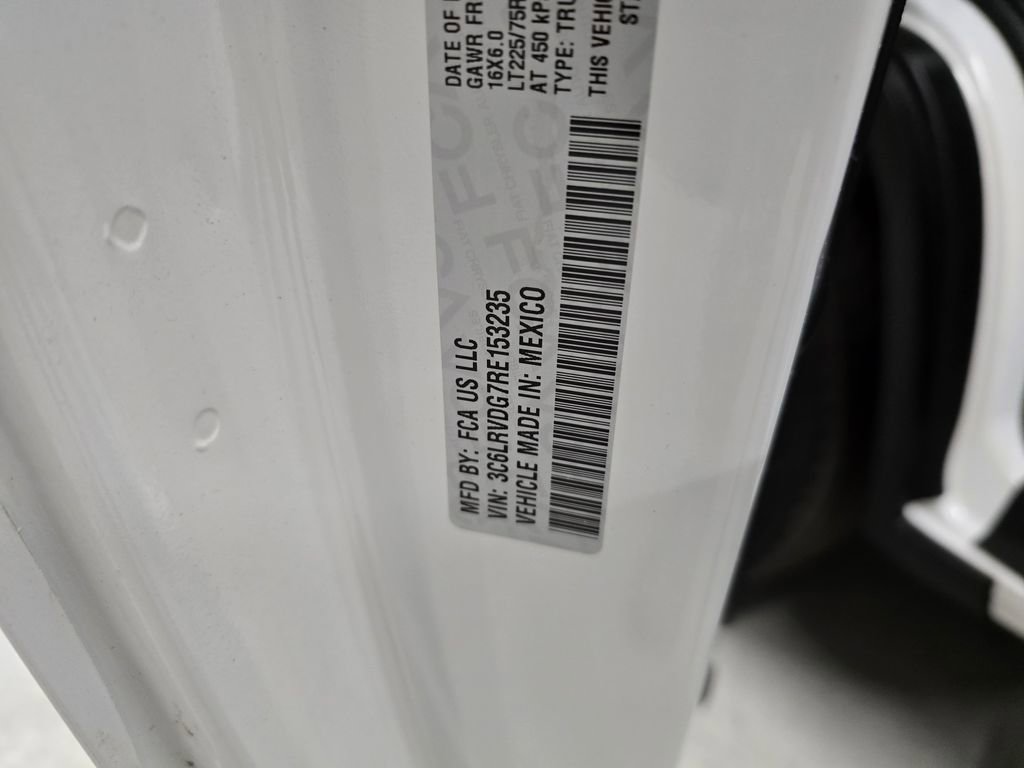 MFD BY: FCA US LLC
VIN: 3C6LRVDG7RE153235
VEHICLE MADE IN: MEXICO
DATE OF
GAWR FR
16X6.0
LT225/75R
AT 450 kP
TYPE: TRU
THIS VEHIC
ST